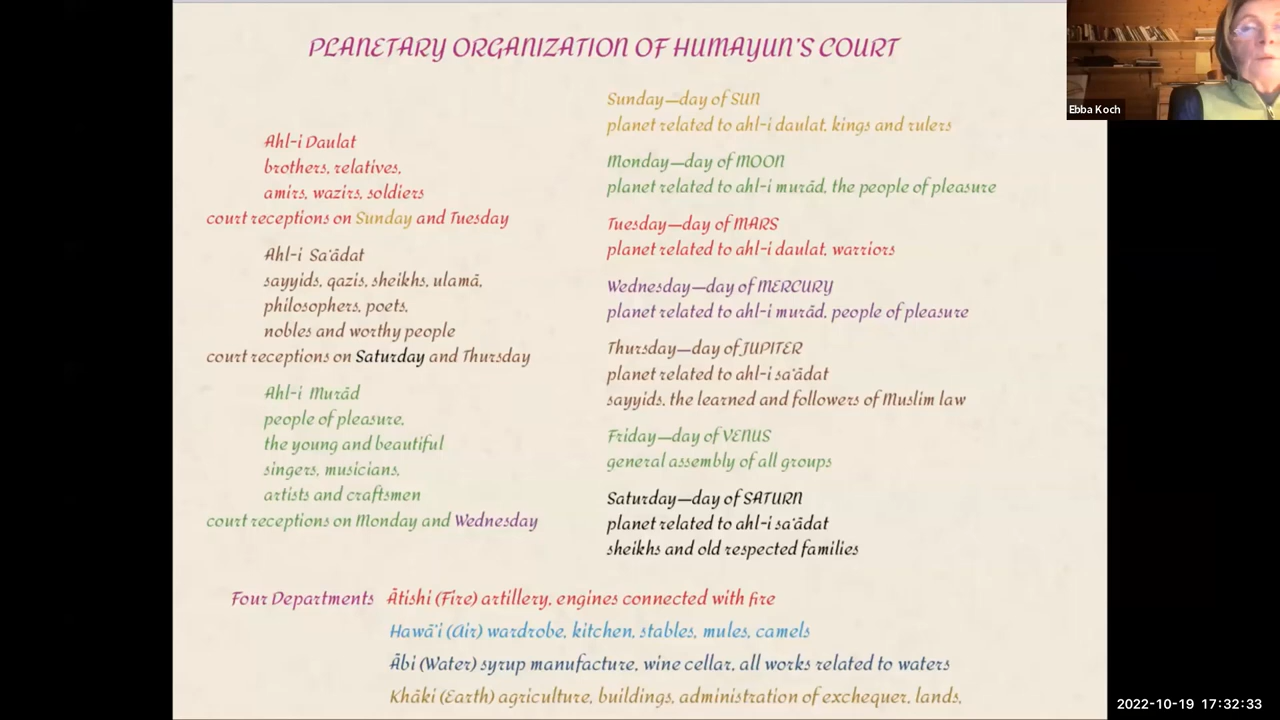 PLANETARY ORGANIZATION OF HUMAYUN'S COURT
Ahl-i Daulat
brothers, relatives,
amirs, wazirs, soldiers
court receptions on Sunday and Tuesday
Ahl-i Sa'ādat
sayyids, qazis, sheikhs, ulamā,
philosophers, poets,
nobles and worthy people
court receptions on Saturday and Thursday
Ahl-i Murād
people of pleasure,
the young and beautiful
singers, musicians,
artists and craftsmen
court receptions on Monday and Wednesday
Sunday—day of SUN
planet related to ahl-i daulat, kings and rulers
Monday—day of MOON
planet related to ahl-i murād, the people of pleasure
Tuesday—day of MARS
planet related to ahl-i daulat, warriors
Wednesday—day of MERCURY
planet related to ahl-i murād, people of pleasure
Thursday—day of JUPITER
planet related to ahl-i sa'ādat
sayyids, the learned and followers of Muslim law
Friday—day of VENUS
general assembly of all groups
Saturday—day of SATURN
planet related to ahl-i sa'ādat
sheikhs and old respected families
Four Departments Ātishi (Fire) artillery, engines connected with fire
Hawā'i (Air) wardrobe, kitchen, stables, mules, camels
Ābi (Water) syrup manufacture, wine cellar, all works related to waters
Khāki (Earth) agriculture, buildings, administration of exchequer, lands.
Ebba Koch
2022-10-19 17:32:33